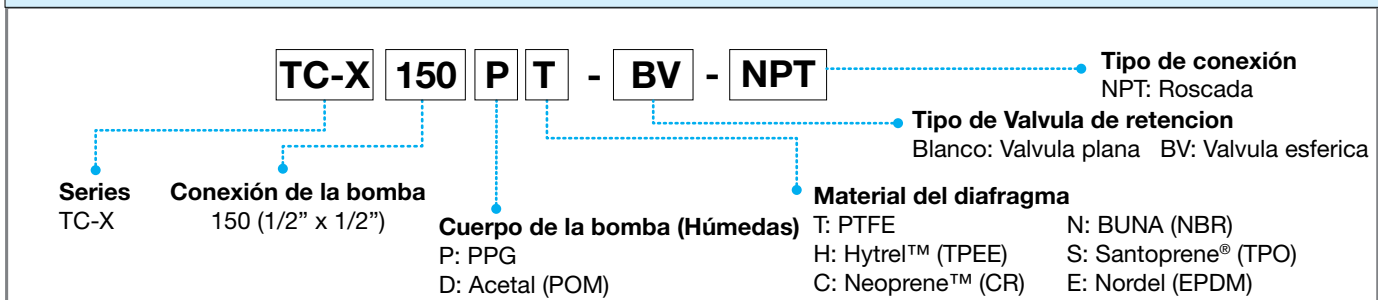 TC-X 150 P T - BV - NPT
Tipo de conexión
NPT: Roscada
Tipo de Valvula de retencion
Blanco: Valvula plana BV: Valvula esferica
Series
TC-X
Conexión de la bomba
150 (1/2” x 1/2”)
Cuerpo de la bomba (Húmedas)
P: PPG
D: Acetal (POM)
Material del diafragma
T: PTFE N: BUNA (NBR)
H: Hytrel™ (TPEE) S: Santoprene® (TPO)
C: Neoprene™ (CR) E: Nordel (EPDM)